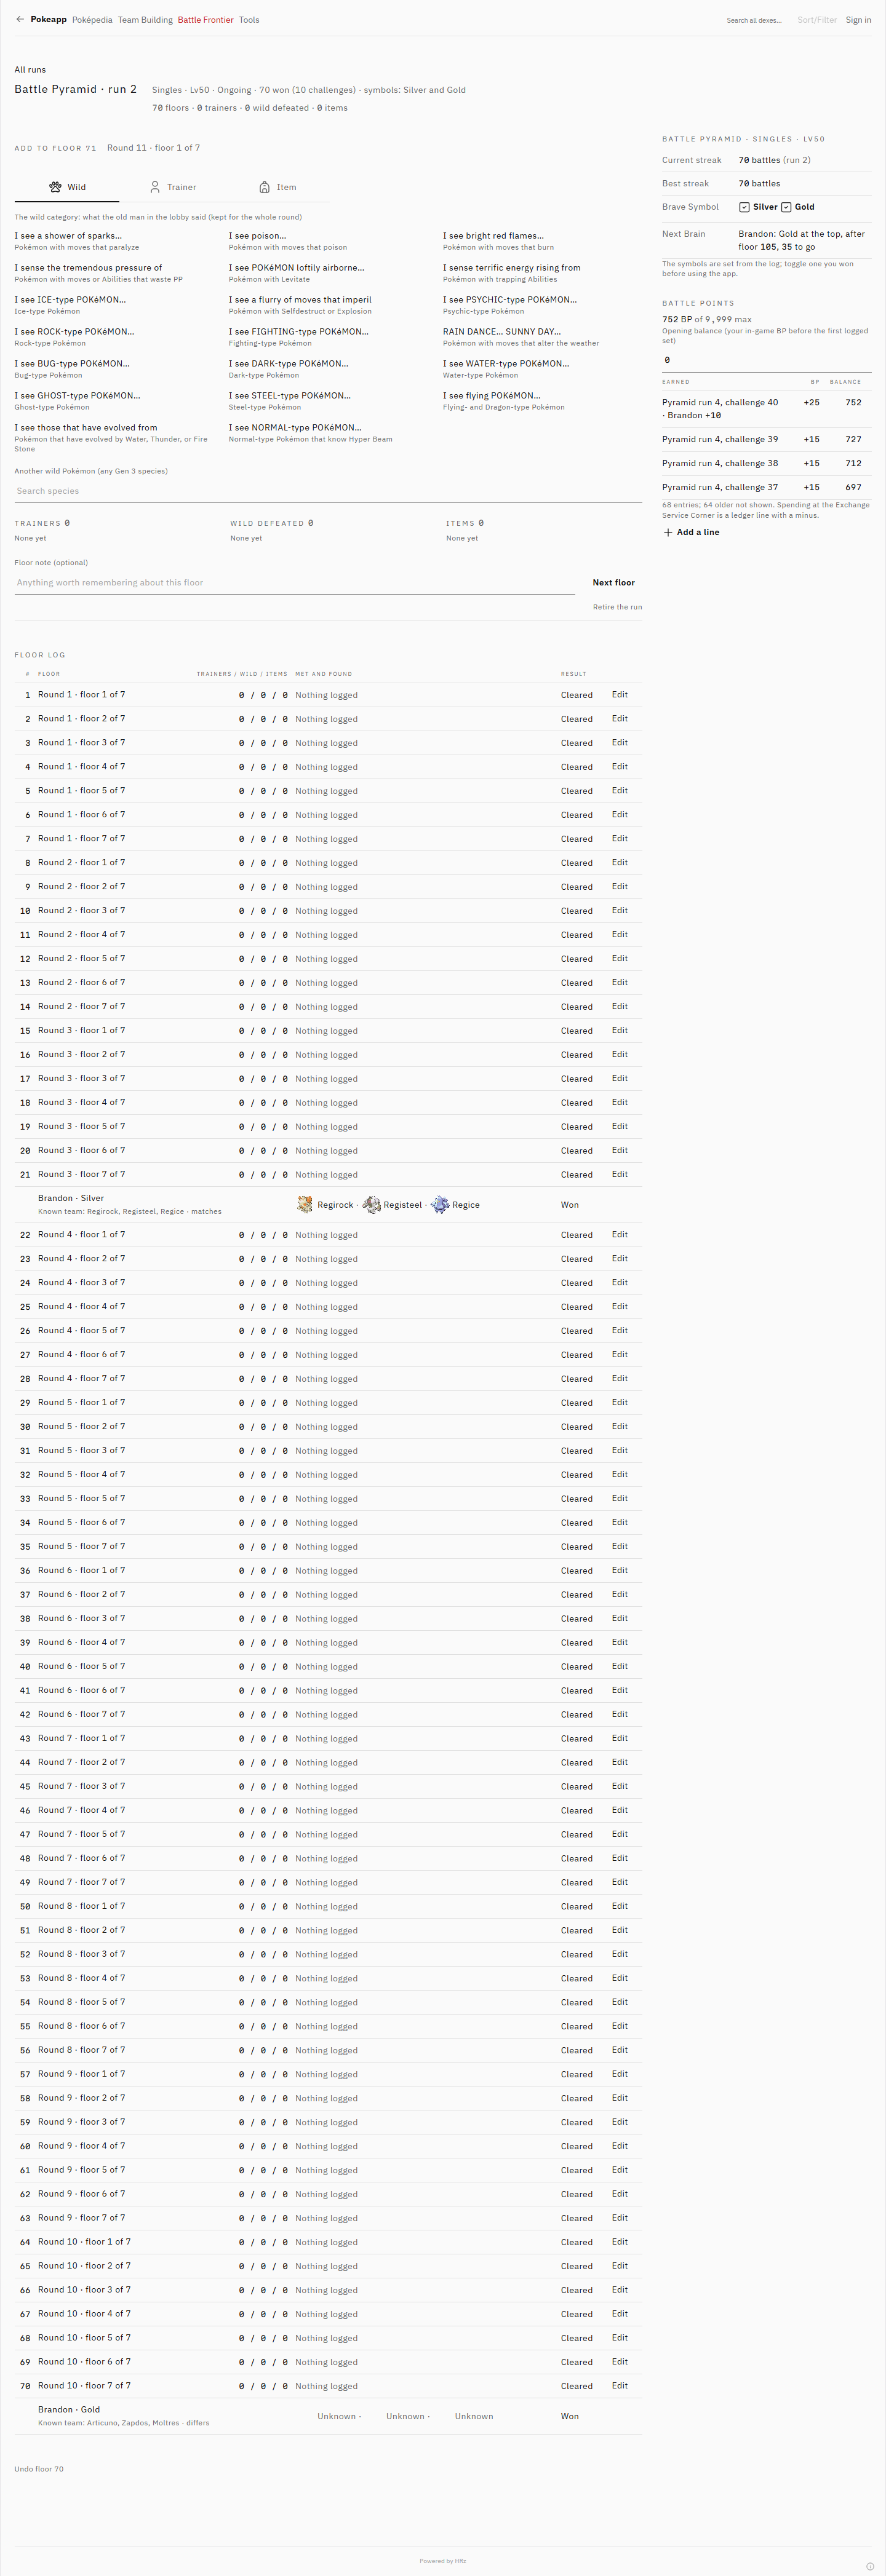 Pokeapp Poképedia Team Building Battle Frontier Tools
Search all dexes... Sort/Filter Sign in
All runs
Battle Pyramid · run 2 Singles · Lv50 · Ongoing · 70 won (10 challenges) · symbols: Silver and Gold
70 floors · 0 trainers · 0 wild defeated · 0 items
ADD TO FLOOR 71 Round 11 · floor 1 of 7
Wild Trainer Item
The wild category: what the old man in the lobby said (kept for the whole round)
I see a shower of sparks...
Pokémon with moves that paralyze
I see poison...
Pokémon with moves that poison
I see bright red flames...
Pokémon with moves that burn
I sense the tremendous pressure of
Pokémon with moves or Abilities that waste PP
I see POKéMON loftily airborne...
Pokémon with Levitate
I sense terrific energy rising from
Pokémon with trapping Abilities
I see ICE-type POKéMON...
Ice-type Pokémon
I see a flurry of moves that imperil
Pokémon with Selfdestruct or Explosion
I see PSYCHIC-type POKéMON...
Psychic-type Pokémon
I see ROCK-type POKéMON...
Rock-type Pokémon
I see FIGHTING-type POKéMON...
Fighting-type Pokémon
RAIN DANCE... SUNNY DAY...
Pokémon with moves that alter the weather
I see BUG-type POKéMON...
Bug-type Pokémon
I see DARK-type POKéMON...
Dark-type Pokémon
I see WATER-type POKéMON...
Water-type Pokémon
I see GHOST-type POKéMON...
Ghost-type Pokémon
I see STEEL-type POKéMON...
Steel-type Pokémon
I see flying POKéMON...
Flying- and Dragon-type Pokémon
I see those that have evolved from
Pokémon that have evolved by Water, Thunder, or Fire
Stone
I see NORMAL-type POKéMON...
Normal-type Pokémon that know Hyper Beam
Another wild Pokémon (any Gen 3 species)
Search species
TRAINERS 0 WILD DEFEATED 0 ITEMS 0
None yet None yet None yet
Floor note (optional)
Anything worth remembering about this floor Next floor
Retire the run
BATTLE PYRAMID · SINGLES · LV50
Current streak 70 battles (run 2)
Best streak 70 battles
Brave Symbol Silver Gold
Next Brain Brandon: Gold at the top, after
floor 105, 35 to go
The symbols are set from the log; toggle one you won
before using the app.
BATTLE POINTS
752 BP of 9,999 max
Opening balance (your in-game BP before the first logged
set)
0
EARNED BP BALANCE
Pyramid run 4, challenge 40 +25 752
· Brandon +10
Pyramid run 4, challenge 39 +15 727
Pyramid run 4, challenge 38 +15 712
Pyramid run 4, challenge 37 +15 697
68 entries; 64 older not shown. Spending at the Exchange
Service Corner is a ledger line with a minus.
Add a line
FLOOR LOG
# FLOOR TRAINERS / WILD / ITEMS MET AND FOUND RESULT
1 Round 1 · floor 1 of 7 0 / 0 / 0 Nothing logged Cleared Edit
2 Round 1 · floor 2 of 7 0 / 0 / 0 Nothing logged Cleared Edit
3 Round 1 · floor 3 of 7 0 / 0 / 0 Nothing logged Cleared Edit
4 Round 1 · floor 4 of 7 0 / 0 / 0 Nothing logged Cleared Edit
5 Round 1 · floor 5 of 7 0 / 0 / 0 Nothing logged Cleared Edit
6 Round 1 · floor 6 of 7 0 / 0 / 0 Nothing logged Cleared Edit
7 Round 1 · floor 7 of 7 0 / 0 / 0 Nothing logged Cleared Edit
8 Round 2 · floor 1 of 7 0 / 0 / 0 Nothing logged Cleared Edit
9 Round 2 · floor 2 of 7 0 / 0 / 0 Nothing logged Cleared Edit
10 Round 2 · floor 3 of 7 0 / 0 / 0 Nothing logged Cleared Edit
11 Round 2 · floor 4 of 7 0 / 0 / 0 Nothing logged Cleared Edit
12 Round 2 · floor 5 of 7 0 / 0 / 0 Nothing logged Cleared Edit
13 Round 2 · floor 6 of 7 0 / 0 / 0 Nothing logged Cleared Edit
14 Round 2 · floor 7 of 7 0 / 0 / 0 Nothing logged Cleared Edit
15 Round 3 · floor 1 of 7 0 / 0 / 0 Nothing logged Cleared Edit
16 Round 3 · floor 2 of 7 0 / 0 / 0 Nothing logged Cleared Edit
17 Round 3 · floor 3 of 7 0 / 0 / 0 Nothing logged Cleared Edit
18 Round 3 · floor 4 of 7 0 / 0 / 0 Nothing logged Cleared Edit
19 Round 3 · floor 5 of 7 0 / 0 / 0 Nothing logged Cleared Edit
20 Round 3 · floor 6 of 7 0 / 0 / 0 Nothing logged Cleared Edit
21 Round 3 · floor 7 of 7 0 / 0 / 0 Nothing logged Cleared Edit
Brandon · Silver Regirock · Registeel · Regice Won
Known team: Regirock, Registeel, Regice · matches
22 Round 4 · floor 1 of 7 0 / 0 / 0 Nothing logged Cleared Edit
23 Round 4 · floor 2 of 7 0 / 0 / 0 Nothing logged Cleared Edit
24 Round 4 · floor 3 of 7 0 / 0 / 0 Nothing logged Cleared Edit
25 Round 4 · floor 4 of 7 0 / 0 / 0 Nothing logged Cleared Edit
26 Round 4 · floor 5 of 7 0 / 0 / 0 Nothing logged Cleared Edit
27 Round 4 · floor 6 of 7 0 / 0 / 0 Nothing logged Cleared Edit
28 Round 4 · floor 7 of 7 0 / 0 / 0 Nothing logged Cleared Edit
29 Round 5 · floor 1 of 7 0 / 0 / 0 Nothing logged Cleared Edit
30 Round 5 · floor 2 of 7 0 / 0 / 0 Nothing logged Cleared Edit
31 Round 5 · floor 3 of 7 0 / 0 / 0 Nothing logged Cleared Edit
32 Round 5 · floor 4 of 7 0 / 0 / 0 Nothing logged Cleared Edit
33 Round 5 · floor 5 of 7 0 / 0 / 0 Nothing logged Cleared Edit
34 Round 5 · floor 6 of 7 0 / 0 / 0 Nothing logged Cleared Edit
35 Round 5 · floor 7 of 7 0 / 0 / 0 Nothing logged Cleared Edit
36 Round 6 · floor 1 of 7 0 / 0 / 0 Nothing logged Cleared Edit
37 Round 6 · floor 2 of 7 0 / 0 / 0 Nothing logged Cleared Edit
38 Round 6 · floor 3 of 7 0 / 0 / 0 Nothing logged Cleared Edit
39 Round 6 · floor 4 of 7 0 / 0 / 0 Nothing logged Cleared Edit
40 Round 6 · floor 5 of 7 0 / 0 / 0 Nothing logged Cleared Edit
41 Round 6 · floor 6 of 7 0 / 0 / 0 Nothing logged Cleared Edit
42 Round 6 · floor 7 of 7 0 / 0 / 0 Nothing logged Cleared Edit
43 Round 7 · floor 1 of 7 0 / 0 / 0 Nothing logged Cleared Edit
44 Round 7 · floor 2 of 7 0 / 0 / 0 Nothing logged Cleared Edit
45 Round 7 · floor 3 of 7 0 / 0 / 0 Nothing logged Cleared Edit
46 Round 7 · floor 4 of 7 0 / 0 / 0 Nothing logged Cleared Edit
47 Round 7 · floor 5 of 7 0 / 0 / 0 Nothing logged Cleared Edit
48 Round 7 · floor 6 of 7 0 / 0 / 0 Nothing logged Cleared Edit
49 Round 7 · floor 7 of 7 0 / 0 / 0 Nothing logged Cleared Edit
50 Round 8 · floor 1 of 7 0 / 0 / 0 Nothing logged Cleared Edit
51 Round 8 · floor 2 of 7 0 / 0 / 0 Nothing logged Cleared Edit
52 Round 8 · floor 3 of 7 0 / 0 / 0 Nothing logged Cleared Edit
53 Round 8 · floor 4 of 7 0 / 0 / 0 Nothing logged Cleared Edit
54 Round 8 · floor 5 of 7 0 / 0 / 0 Nothing logged Cleared Edit
55 Round 8 · floor 6 of 7 0 / 0 / 0 Nothing logged Cleared Edit
56 Round 8 · floor 7 of 7 0 / 0 / 0 Nothing logged Cleared Edit
57 Round 9 · floor 1 of 7 0 / 0 / 0 Nothing logged Cleared Edit
58 Round 9 · floor 2 of 7 0 / 0 / 0 Nothing logged Cleared Edit
59 Round 9 · floor 3 of 7 0 / 0 / 0 Nothing logged Cleared Edit
60 Round 9 · floor 4 of 7 0 / 0 / 0 Nothing logged Cleared Edit
61 Round 9 · floor 5 of 7 0 / 0 / 0 Nothing logged Cleared Edit
62 Round 9 · floor 6 of 7 0 / 0 / 0 Nothing logged Cleared Edit
63 Round 9 · floor 7 of 7 0 / 0 / 0 Nothing logged Cleared Edit
64 Round 10 · floor 1 of 7 0 / 0 / 0 Nothing logged Cleared Edit
65 Round 10 · floor 2 of 7 0 / 0 / 0 Nothing logged Cleared Edit
66 Round 10 · floor 3 of 7 0 / 0 / 0 Nothing logged Cleared Edit
67 Round 10 · floor 4 of 7 0 / 0 / 0 Nothing logged Cleared Edit
68 Round 10 · floor 5 of 7 0 / 0 / 0 Nothing logged Cleared Edit
69 Round 10 · floor 6 of 7 0 / 0 / 0 Nothing logged Cleared Edit
70 Round 10 · floor 7 of 7 0 / 0 / 0 Nothing logged Cleared Edit
Brandon · Gold Unknown · Unknown · Unknown Won
Known team: Articuno, Zapdos, Moltres · differs
Undo floor 70
Powered by Hffz